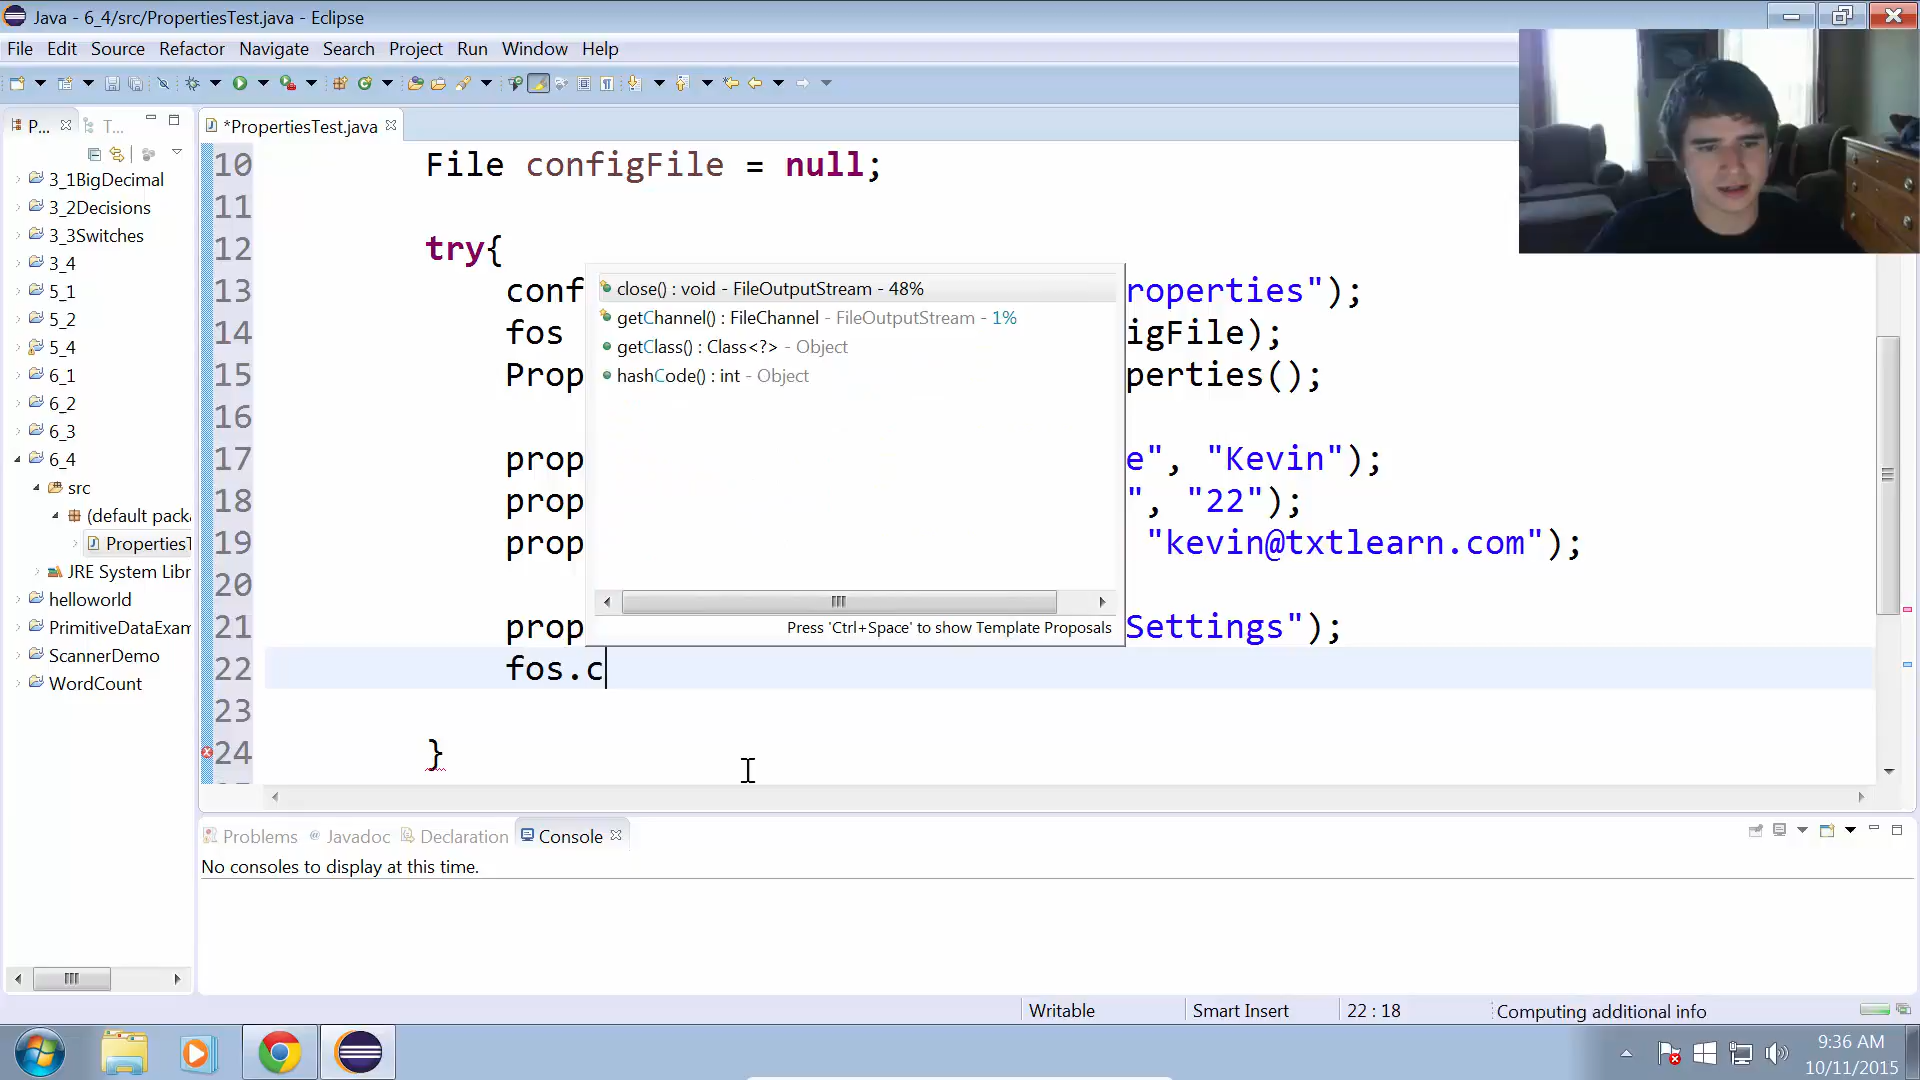 Java - 6_4/src/PropertiesTest.java - Eclipse
File Edit Source Refactor Navigate Search Project Run Window Help
P... T...
*PropertiesTest.java
3_1BigDecimal
3_2Decisions
3_3Switches
3_4
5_1
5_2
5_4
6_1
6_2
6_3
6_4
src
(default pack
PropertiesT
JRE System Libr
helloworld
PrimitiveDataExam
ScannerDemo
WordCount
10 File configFile = null;
11
12 try{
13 conf roperties");
14 fos igFile);
15 Prop perties();
16
17 prop e", "Kevin");
18 prop ", "22");
19 prop "kevin@txtlearn.com");
20
21 prop Settings");
22 fos.c
23
24 }
close() : void - FileOutputStream - 48%
getChannel() : FileChannel - FileOutputStream - 1%
getClass() : Class<?> - Object
hashCode() : int - Object
Press 'Ctrl+Space' to show Template Proposals
Problems Javadoc Declaration Console
No consoles to display at this time.
Writable Smart Insert 22 : 18 Computing additional info
9:36 AM
10/11/2015